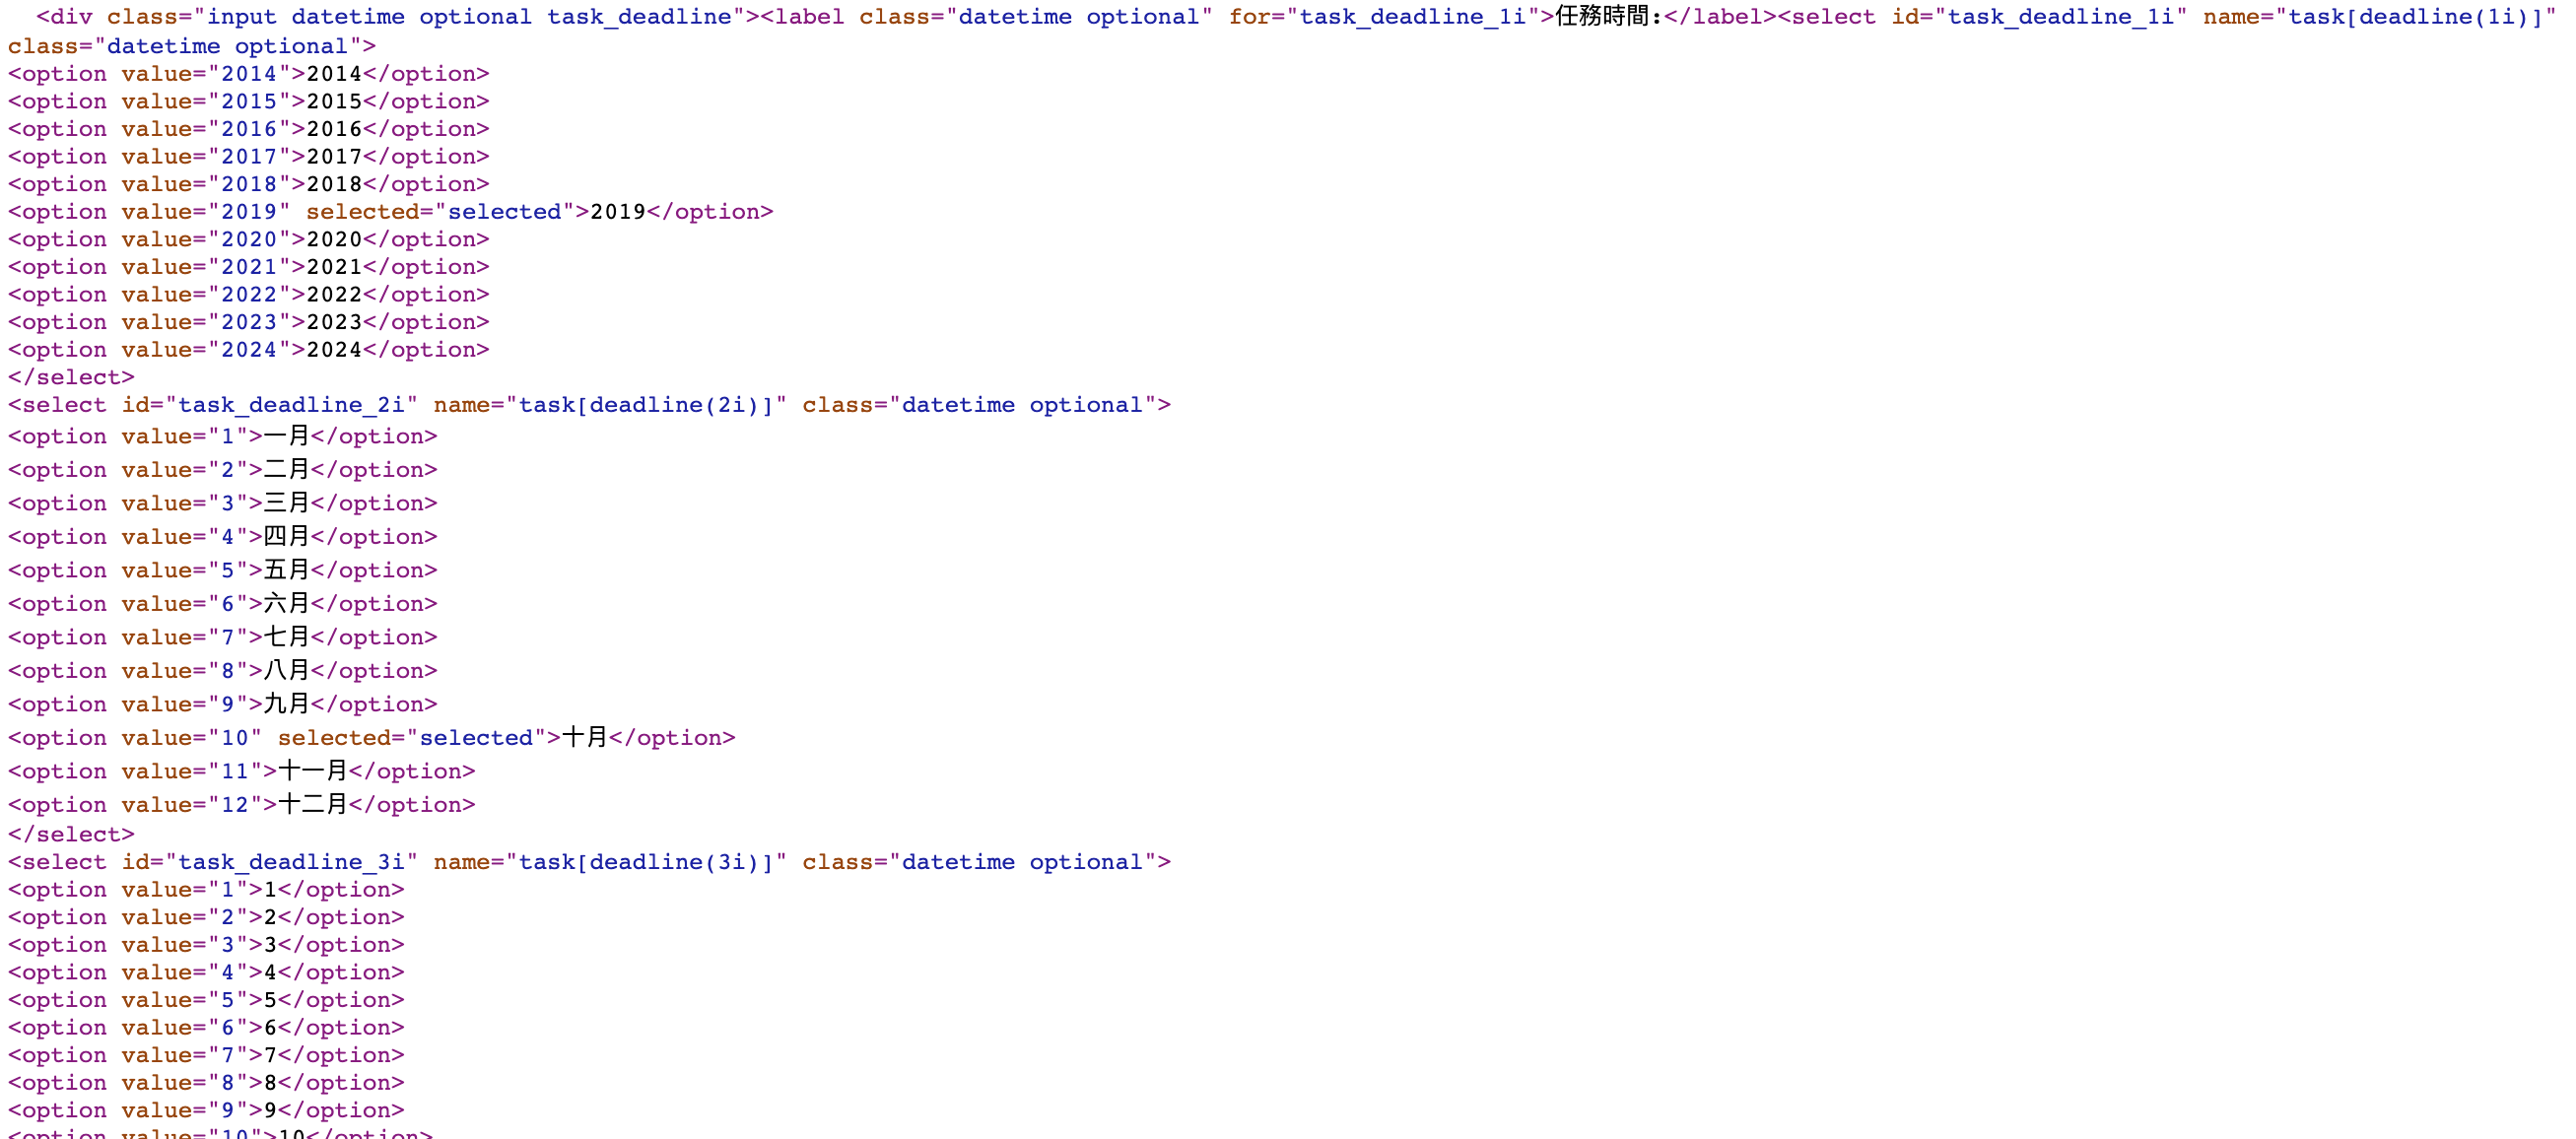 <div class="input datetime optional task_deadline"><label class="datetime optional" for="task_deadline_1i">任務時間:</label><select id="task_deadline_1i" name="task[deadline(1i)]"
class="datetime optional">
<option value="2014">2014</option>
<option value="2015">2015</option>
<option value="2016">2016</option>
<option value="2017">2017</option>
<option value="2018">2018</option>
<option value="2019" selected="selected">2019</option>
<option value="2020">2020</option>
<option value="2021">2021</option>
<option value="2022">2022</option>
<option value="2023">2023</option>
<option value="2024">2024</option>
</select>
<select id="task_deadline_2i" name="task[deadline(2i)]" class="datetime optional">
<option value="1">一月</option>
<option value="2">二月</option>
<option value="3">三月</option>
<option value="4">四月</option>
<option value="5">五月</option>
<option value="6">六月</option>
<option value="7">七月</option>
<option value="8">八月</option>
<option value="9">九月</option>
<option value="10" selected="selected">十月</option>
<option value="11">十一月</option>
<option value="12">十二月</option>
</select>
<select id="task_deadline_3i" name="task[deadline(3i)]" class="datetime optional">
<option value="1">1</option>
<option value="2">2</option>
<option value="3">3</option>
<option value="4">4</option>
<option value="5">5</option>
<option value="6">6</option>
<option value="7">7</option>
<option value="8">8</option>
<option value="9">9</option>
<option value="10">10</option>